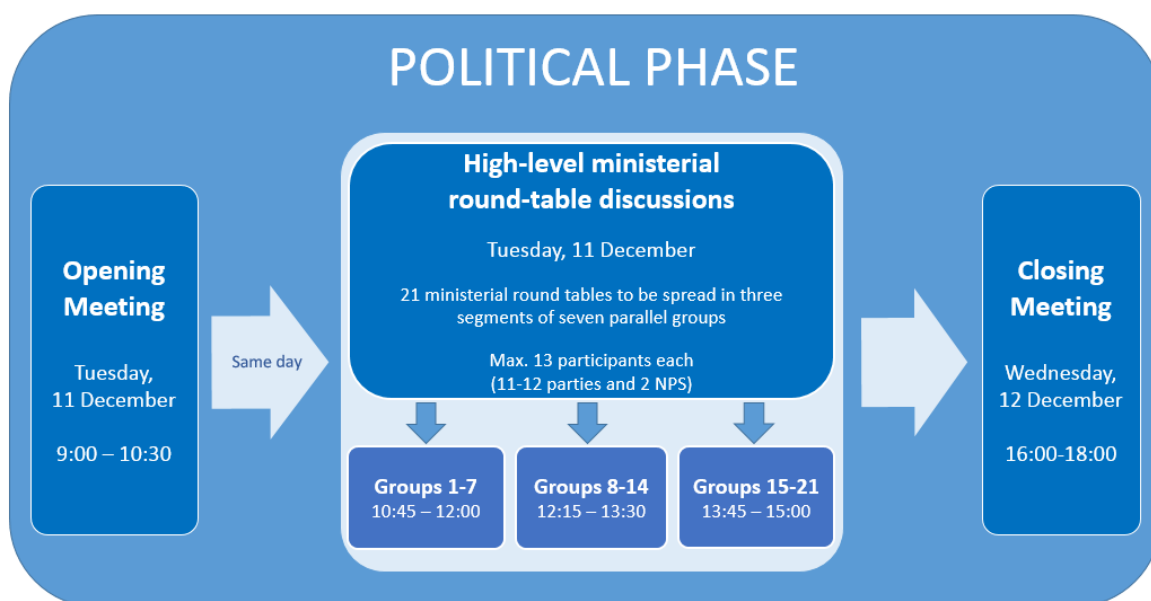 POLITICAL PHASE
Opening
Meeting
Tuesday,
11 December
9:00 – 10:30
Same day
High-level ministerial
round-table discussions
Tuesday, 11 December
21 ministerial round tables to be spread in three
segments of seven parallel groups
Max. 13 participants each
(11-12 parties and 2 NPS)
Groups 1-7
10:45 – 12:00
Groups 8-14
12:15 – 13:30
Groups 15-21
13:45 – 15:00
Closing
Meeting
Wednesday,
12 December
16:00-18:00